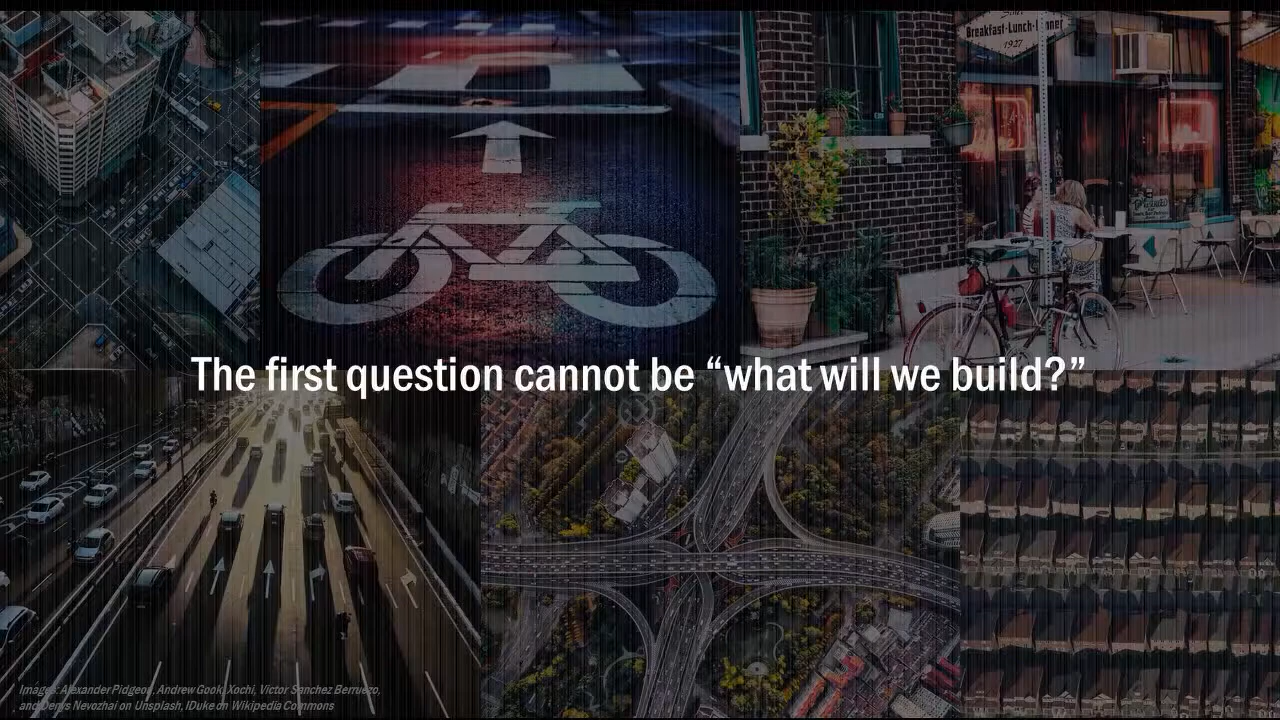 Breakfast-Lunch-Dinner
1927
The first question cannot be “what will we build?”
Images: Alexander Pidgeon, Andrew Gook, Xochi, Victor Sanchez Berruezo,
and Denys Nevozhai on Unsplash, IDuke on Wikipedia Commons